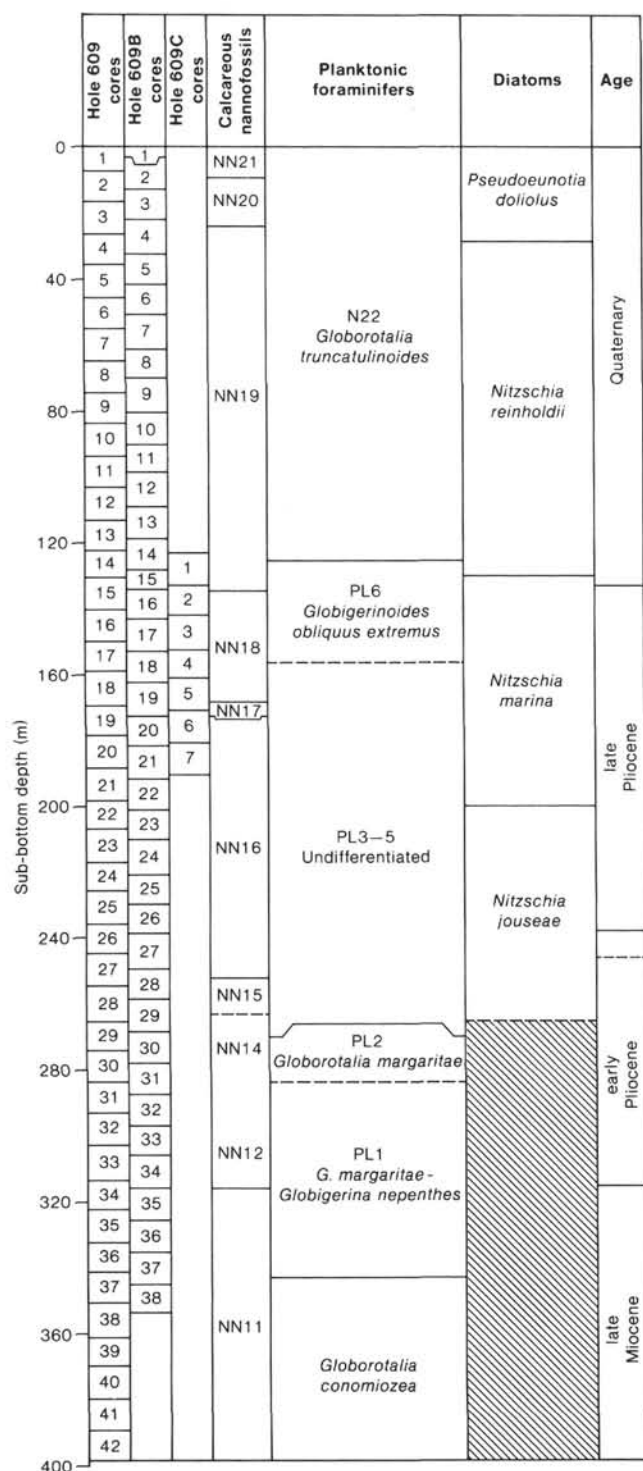 Hole 609
cores
Hole 609B
cores
Hole 609C
cores
Calcareous
nannofossils
Planktonic
foraminifers
Diatoms
Age
Sub-bottom depth (m)
0
40
80
120
160
200
240
280
320
360
400
1
2
3
4
5
6
7
8
9
10
11
12
13
14
15
16
17
18
19
20
21
22
23
24
25
26
27
28
29
30
31
32
33
34
35
36
37
38
39
40
41
42
1
2
3
4
5
6
7
8
9
10
11
12
13
14
15
16
17
18
19
20
21
22
23
24
25
26
27
28
29
30
31
32
33
34
35
36
37
38
1
2
3
4
5
6
7
NN21
NN20
NN19
NN18
NN17
NN16
NN15
NN14
NN12
NN11
N22
Globorotalia
truncatulinoides
PL6
Globigerinoides
obliquus extremus
PL3—5
Undifferentiated
PL2
Globorotalia margaritae
PL1
G. margaritae-
Globigerina nepenthes
Globorotalia
conomiozea
Pseudoeunotia
doliolus
Nitzschia
reinholdii
Nitzschia
marina
Nitzschia
jouseae
Quaternary
late
Pliocene
early
Pliocene
late
Miocene